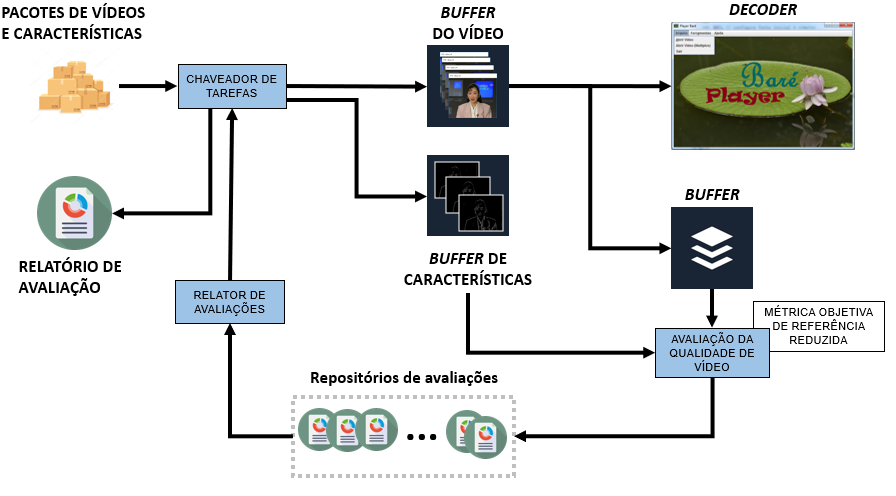 PACOTES DE VÍDEOS
E CARACTERÍSTICAS
BUFFER
DO VÍDEO
DECODER
CHAVEADOR DE
TAREFAS
Baré
Player
BUFFER
RELATÓRIO DE
AVALIAÇÃO
BUFFER DE
CARACTERÍSTICAS
RELATOR DE
AVALIAÇÕES
MÉTRICA OBJETIVA
DE REFERÊNCIA
REDUZIDA
AVALIAÇÃO DA
QUALIDADE DE
VÍDEO
Repositórios de avaliações